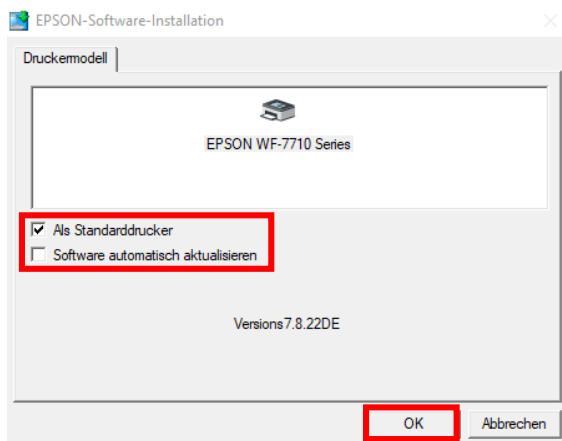 EPSON-Software-Installation
Druckermodell
EPSON WF-7710 Series
Als Standarddrucker
Software automatisch aktualisieren
Versions7.8.22DE
OK Abbrechen